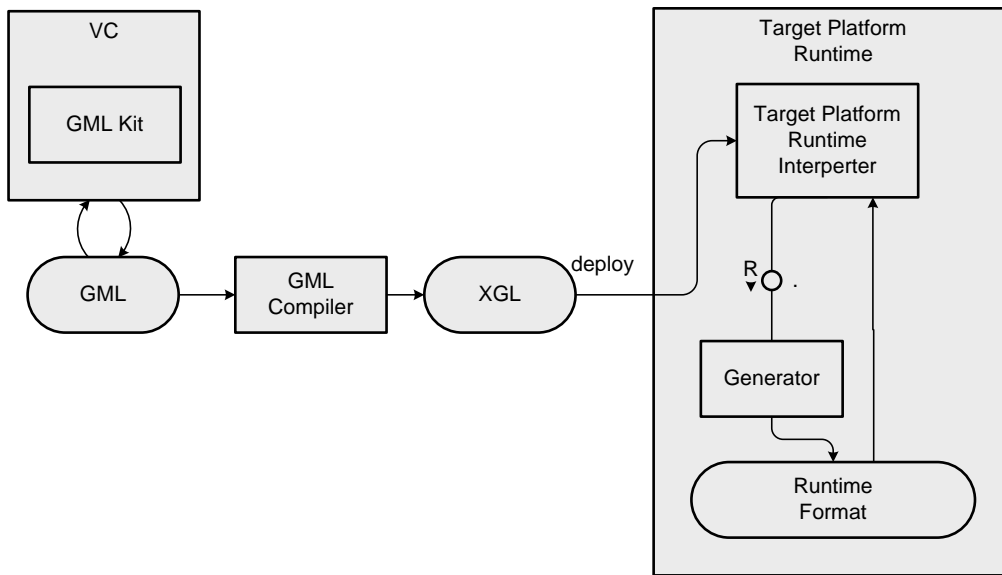 VC
GML Kit
GML
GML
Compiler
XGL
deploy
Target Platform
Runtime
Target Platform
Runtime
Interperter
R
.
Generator
Runtime
Format